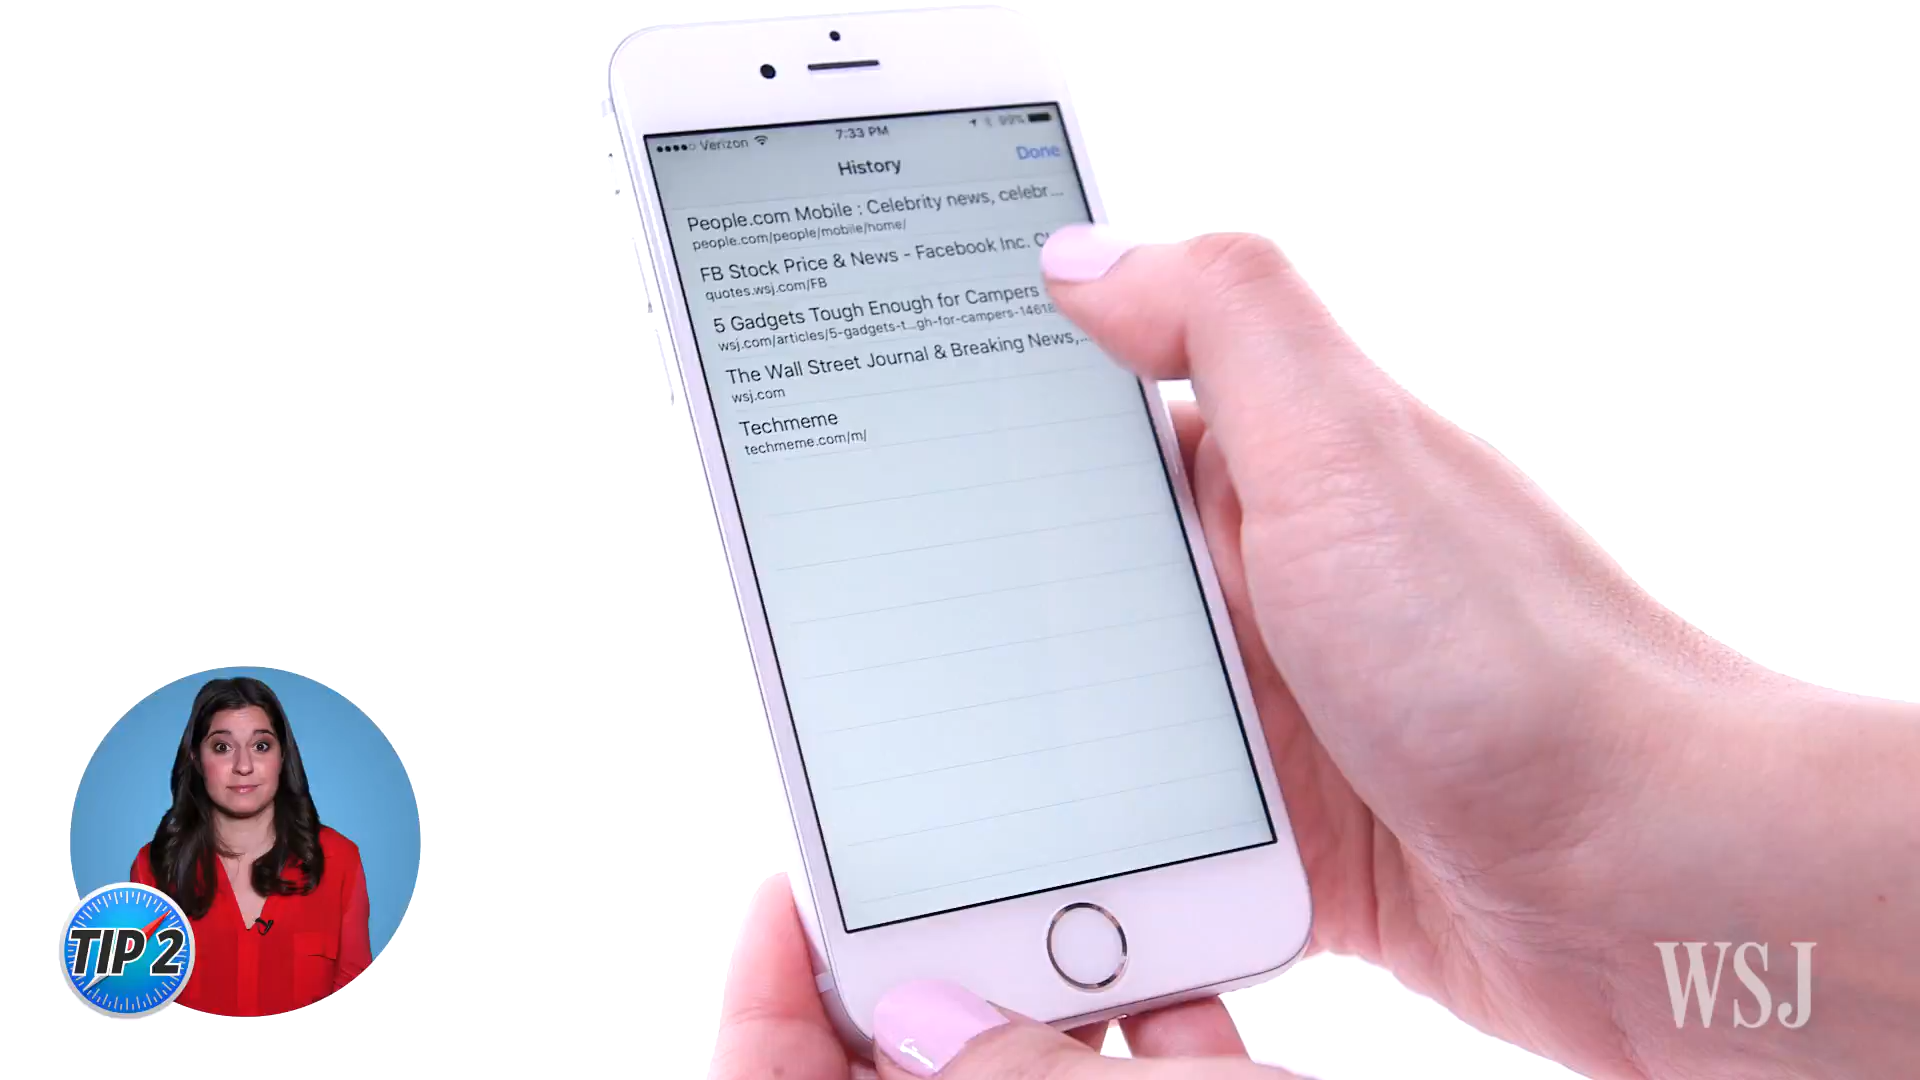 Verizon 7:33 PM 99%
History Done
People.com Mobile : Celebrity news, celebr...
people.com/people/mobile/home/
FB Stock Price & News - Facebook Inc.
quotes.wsj.com/FB
5 Gadgets Tough Enough for Campers
wsj.com/articles/5-gadgets-t...gh-for-campers-14618
The Wall Street Journal & Breaking News,...
wsj.com
Techmeme
techmeme.com/m/
TIP 2
WSJ